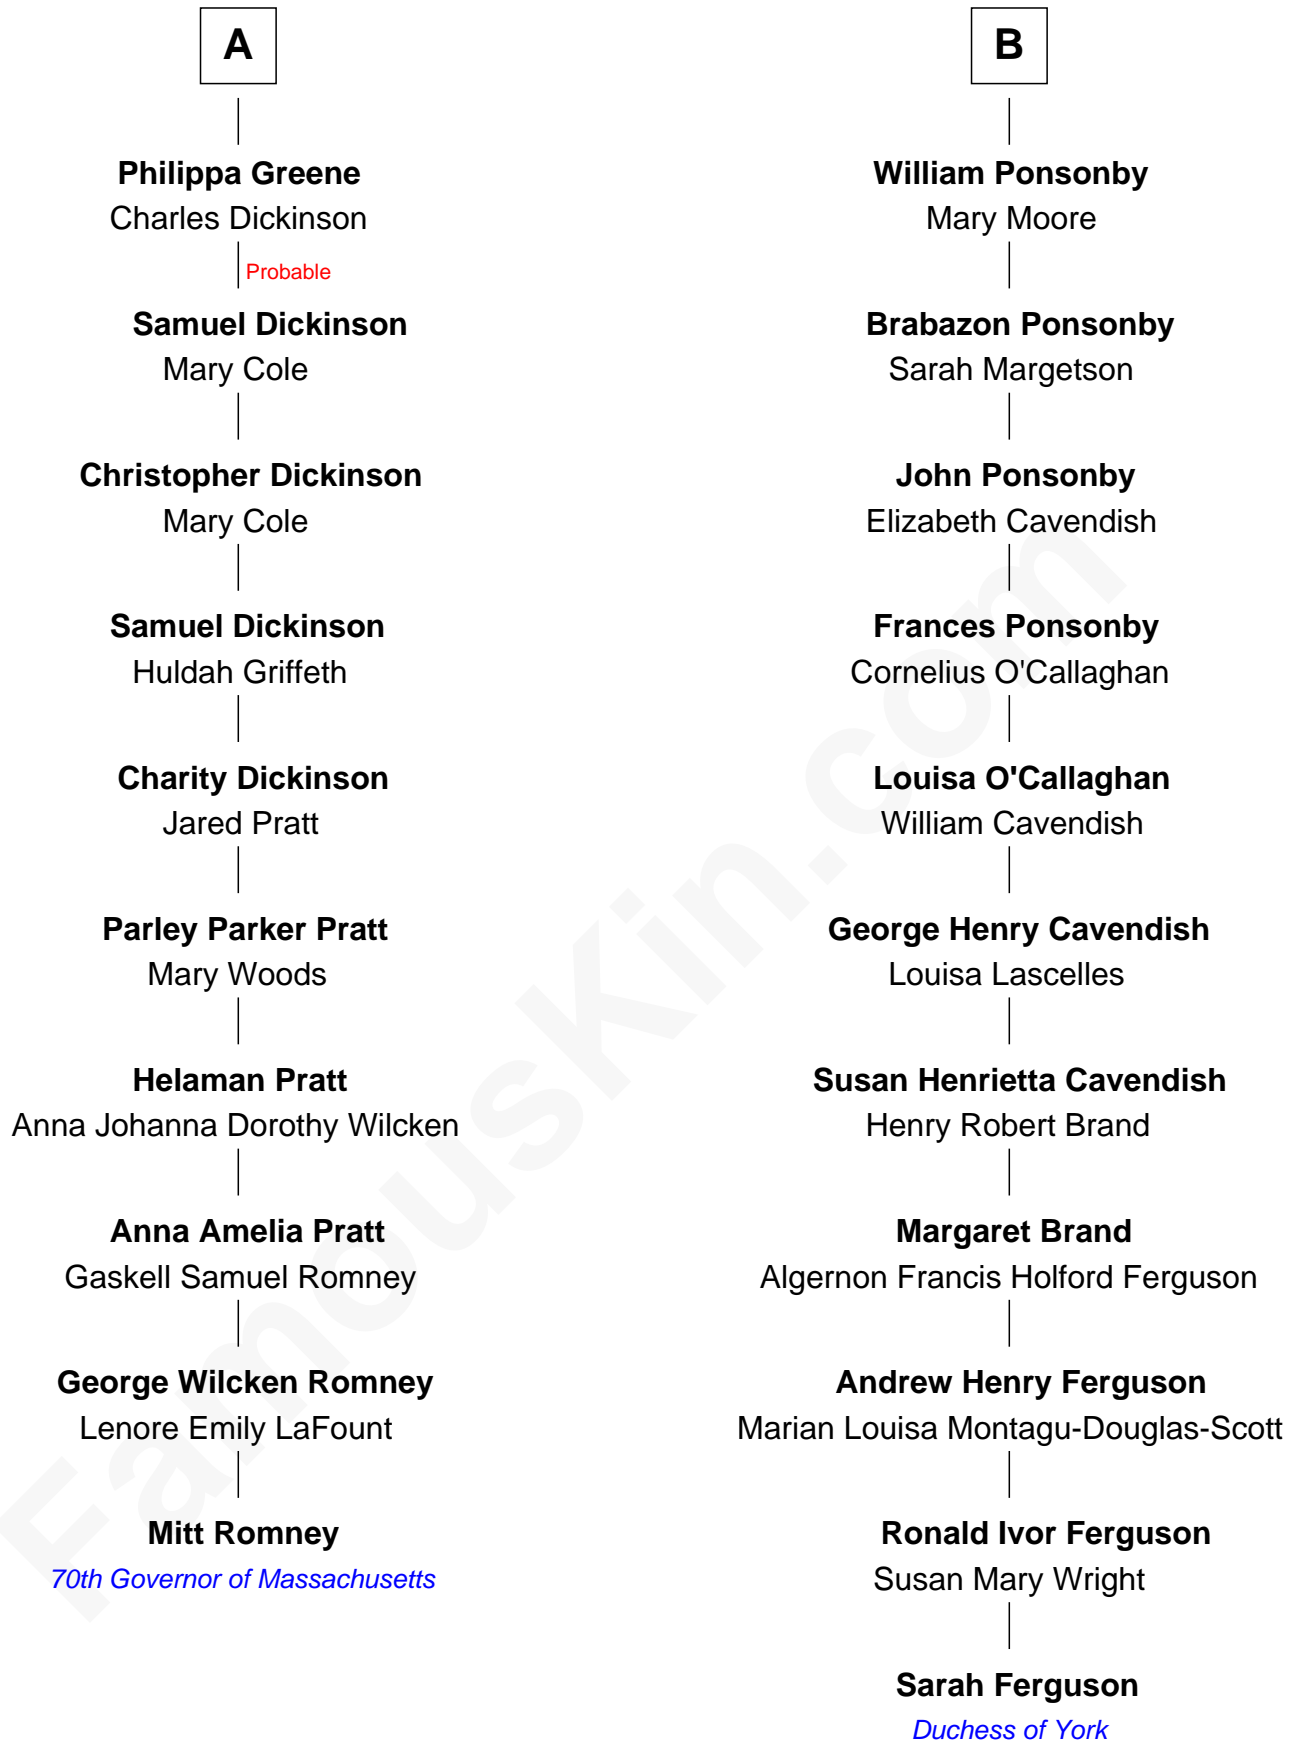 A
Philippa Greene
Charles Dickinson
Probable
Samuel Dickinson
Mary Cole
Christopher Dickinson
Mary Cole
Samuel Dickinson
Huldah Griffeth
Charity Dickinson
Jared Pratt
Parley Parker Pratt
Mary Woods
Helaman Pratt
Anna Johanna Dorothy Wilcken
Anna Amelia Pratt
Gaskell Samuel Romney
George Wilcken Romney
Lenore Emily LaFount
Mitt Romney
70th Governor of Massachusetts
B
William Ponsonby
Mary Moore
Brabazon Ponsonby
Sarah Margetson
John Ponsonby
Elizabeth Cavendish
Frances Ponsonby
Cornelius O'Callaghan
Louisa O'Callaghan
William Cavendish
George Henry Cavendish
Louisa Lascelles
Susan Henrietta Cavendish
Henry Robert Brand
Margaret Brand
Algernon Francis Holford Ferguson
Andrew Henry Ferguson
Marian Louisa Montagu-Douglas-Scott
Ronald Ivor Ferguson
Susan Mary Wright
Sarah Ferguson
Duchess of York
FamousKin.com